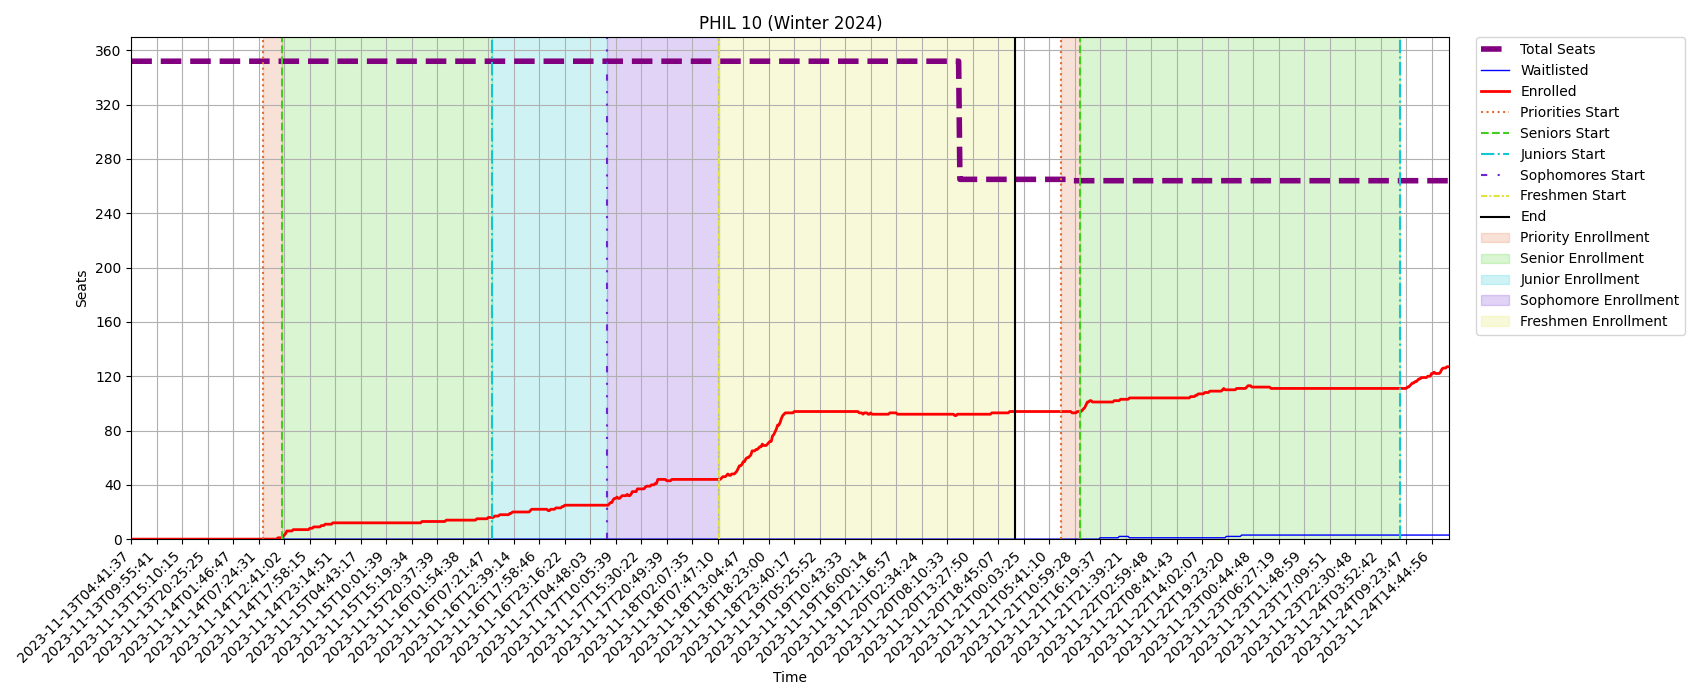 PHIL 10 (Winter 2024)
360
320
280
240
200
160
120
80
40
0
Seats
2023-11-13T04:41:37
2023-11-13T09:55:41
2023-11-13T15:10:15
2023-11-13T20:25:25
2023-11-14T01:46:47
2023-11-14T07:24:31
2023-11-14T12:41:02
2023-11-14T17:58:15
2023-11-14T23:14:51
2023-11-15T04:43:17
2023-11-15T10:01:39
2023-11-15T15:19:34
2023-11-15T20:37:39
2023-11-16T01:54:38
2023-11-16T07:21:47
2023-11-16T12:39:14
2023-11-16T17:58:46
2023-11-16T23:16:22
2023-11-17T04:48:03
2023-11-17T10:05:39
2023-11-17T15:30:22
2023-11-17T20:49:39
2023-11-18T02:07:35
2023-11-18T07:47:10
2023-11-18T13:04:47
2023-11-18T18:23:00
2023-11-18T23:40:17
2023-11-19T05:25:52
2023-11-19T10:43:33
2023-11-19T16:00:14
2023-11-19T21:16:57
2023-11-20T02:34:24
2023-11-20T08:10:33
2023-11-20T13:27:50
2023-11-20T18:45:07
2023-11-21T00:03:25
2023-11-21T05:41:10
2023-11-21T10:59:28
2023-11-21T16:19:37
2023-11-21T21:39:21
2023-11-22T02:59:48
2023-11-22T08:41:43
2023-11-22T14:02:07
2023-11-22T19:23:20
2023-11-23T00:44:48
2023-11-23T06:27:19
2023-11-23T11:48:59
2023-11-23T17:09:51
2023-11-23T22:30:48
2023-11-24T03:52:42
2023-11-24T09:23:47
2023-11-24T14:44:56
Time
Total Seats
Waitlisted
Enrolled
Priorities Start
Seniors Start
Juniors Start
Sophomores Start
Freshmen Start
End
Priority Enrollment
Senior Enrollment
Junior Enrollment
Sophomore Enrollment
Freshmen Enrollment